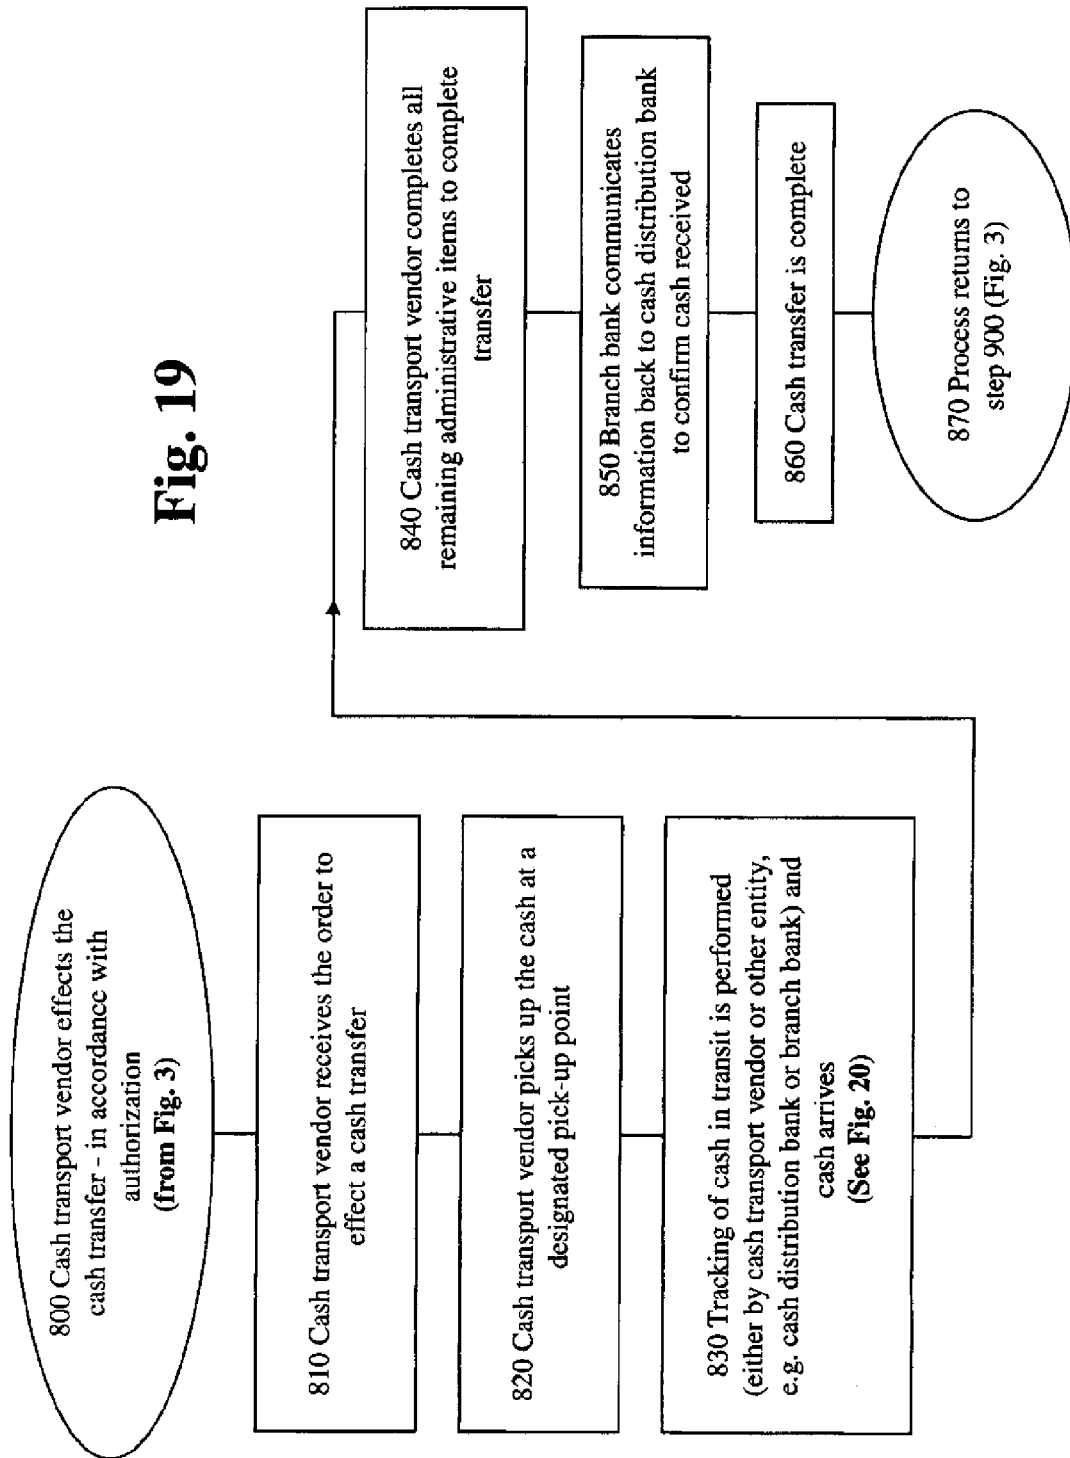 Fig. 19
800 Cash transport vendor effects the
cash transfer - in accordance with
authorization
(from Fig. 3)
810 Cash transport vendor receives the order to
effect a cash transfer
820 Cash transport vendor picks up the cash at a
designated pick-up point
830 Tracking of cash in transit is performed
(either by cash transport vendor or other entity,
e.g. cash distribution bank or branch bank) and
cash arrives
(See Fig. 20)
840 Cash transport vendor completes all
remaining administrative items to complete
transfer
850 Branch bank communicates
information back to cash distribution bank
to confirm cash received
860 Cash transfer is complete
870 Process returns to
step 900 (Fig. 3)